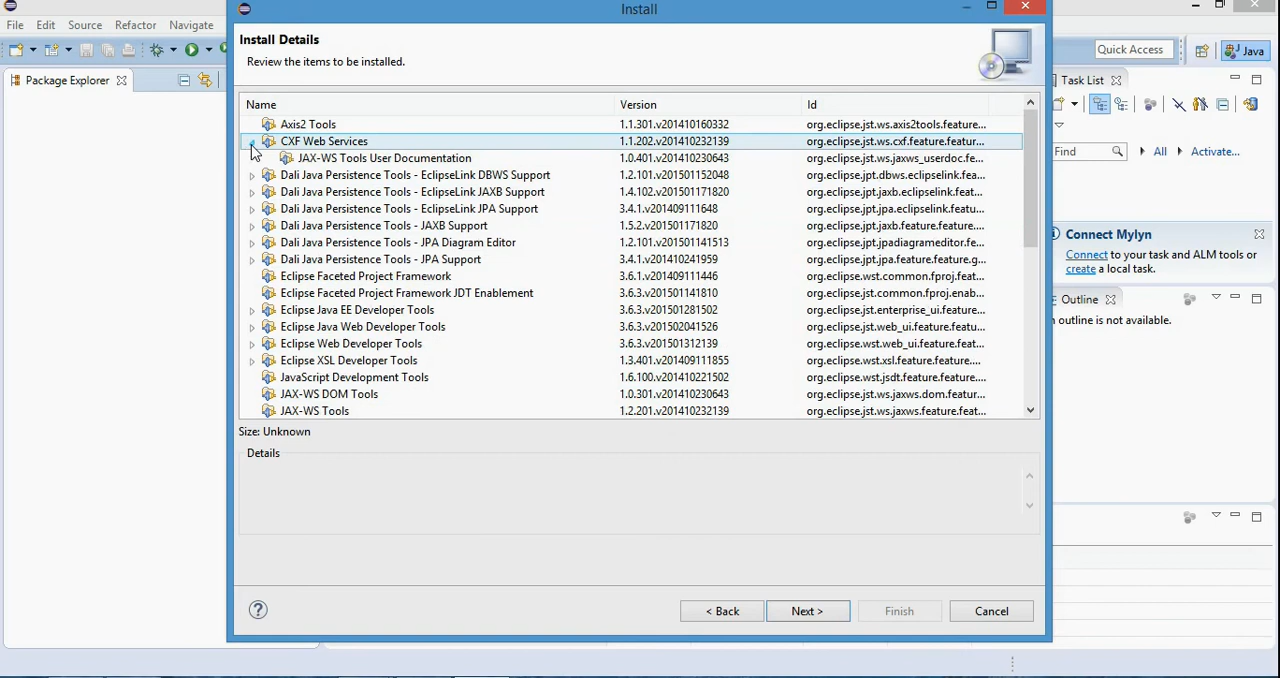 Install
File Edit Source Refactor Navigate
Install Details
Review the items to be installed.
Quick Access
Java
Package Explorer
Task List
Name Version Id
Axis2 Tools 1.1.301.v201410160332 org.eclipse.jst.ws.axis2tools.feature...
CXF Web Services 1.1.202.v201410232139 org.eclipse.jst.ws.cxf.feature.featur...
JAX-WS Tools User Documentation 1.0.401.v201410230643 org.eclipse.jst.ws.jaxws_userdoc.fe...
Dali Java Persistence Tools - EclipseLink DBWS Support 1.2.101.v201501152048 org.eclipse.jpt.dbws.eclipselink.fea...
Dali Java Persistence Tools - EclipseLink JAXB Support 1.4.102.v201501171820 org.eclipse.jpt.jaxb.eclipselink.feat...
Dali Java Persistence Tools - EclipseLink JPA Support 3.4.1.v201409111648 org.eclipse.jpt.jpa.eclipselink.featu...
Dali Java Persistence Tools - JAXB Support 1.5.2.v201501171820 org.eclipse.jpt.jaxb.feature.feature...
Dali Java Persistence Tools - JPA Diagram Editor 1.2.101.v201501141513 org.eclipse.jpt.jpadiagrameditor.fe...
Dali Java Persistence Tools - JPA Support 3.4.1.v201410241959 org.eclipse.jpt.jpa.feature.feature.g...
Eclipse Faceted Project Framework 3.6.1.v201409111446 org.eclipse.wst.common.fproj.feat...
Eclipse Faceted Project Framework JDT Enablement 3.6.3.v201501141810 org.eclipse.jst.common.fproj.enab...
Eclipse Java EE Developer Tools 3.6.3.v201501281502 org.eclipse.jst.enterprise_ui.feature...
Eclipse Java Web Developer Tools 3.6.3.v201502041526 org.eclipse.jst.web_ui.feature.featu...
Eclipse Web Developer Tools 3.6.3.v201501312139 org.eclipse.wst.web_ui.feature.feat...
Eclipse XSL Developer Tools 1.3.401.v201409111855 org.eclipse.wst.xsl.feature.feature....
JavaScript Development Tools 1.6.100.v201410221502 org.eclipse.wst.jsdt.feature.feature...
JAX-WS DOM Tools 1.0.301.v201410230643 org.eclipse.jst.ws.jaxws.dom.featur...
JAX-WS Tools 1.2.201.v201410232139 org.eclipse.jst.ws.jaxws.feature.feat...
Find All Activate...
Connect Mylyn
Connect to your task and ALM tools or
create a local task.
Outline
outline is not available.
Size: Unknown
Details
< Back Next > Finish Cancel